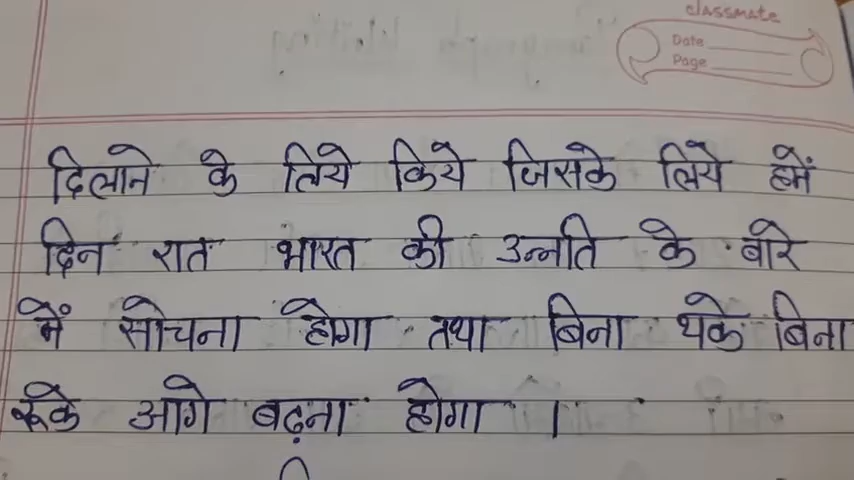 classmate
Date
Page
दिलाने के लिये किये जिसके लिये हमें
दिन रात भारत की उन्नति के बारे
में सोचना होगा तथा बिना थके बिना
रुके आगे बढ़ना होगा ।